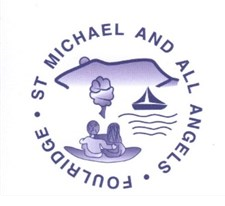 ST MICHAEL AND ALL ANGELS • FOULRIDGE •